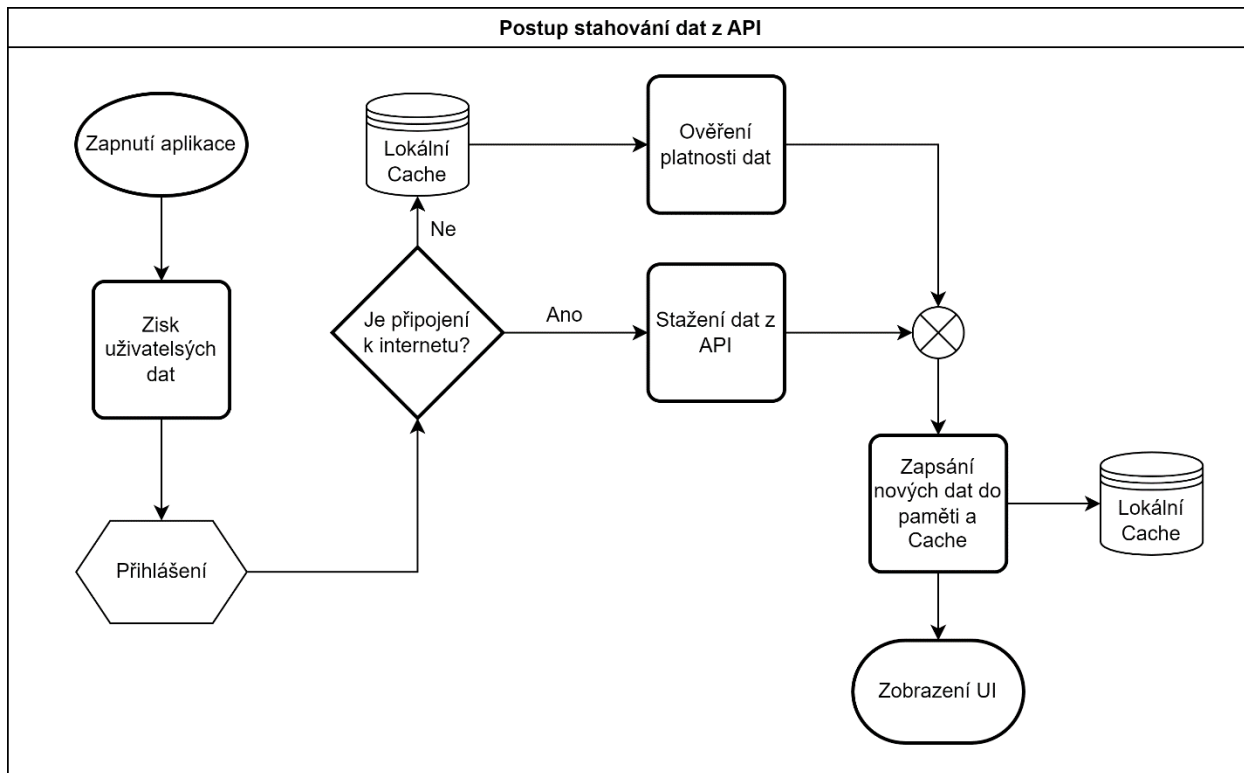 Postup stahování dat z API
Zapnutí aplikace
Zisk
uživatelsých
dat
Přihlášení
Je připojení
k internetu?
Ne
Lokální
Cache
Ověření
platnosti dat
Ano
Stažení dat z
API
Zapsání
nových dat do
paměti a
Cache
Lokální
Cache
Zobrazení UI